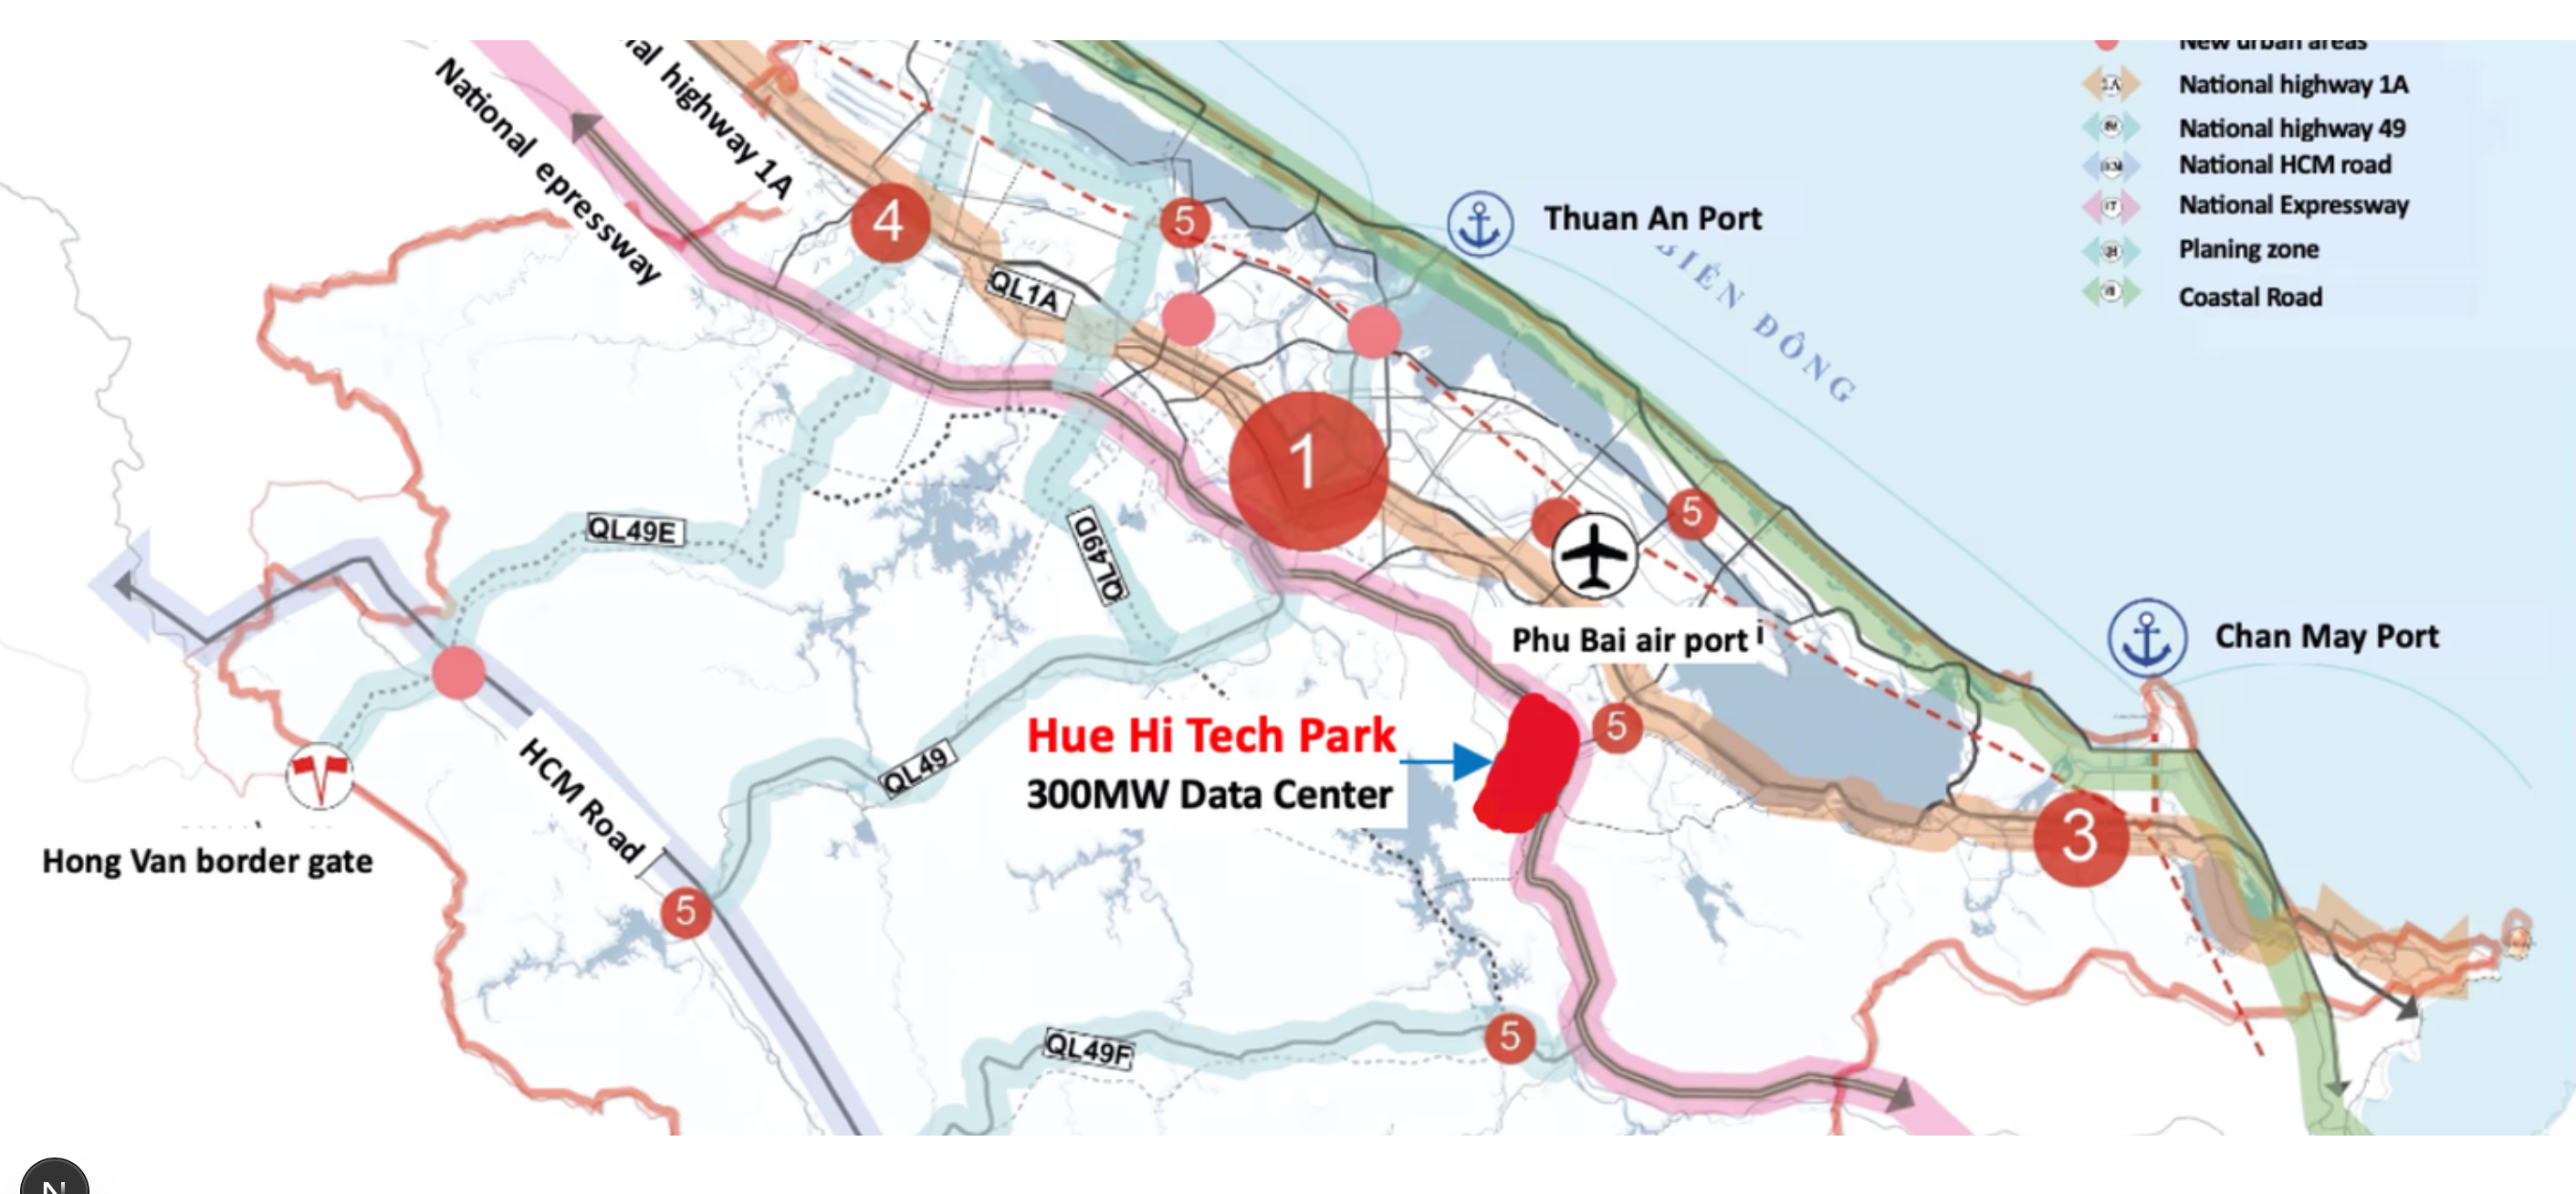 New urban areas
National highway 1A
National highway 49
National HCM road
National Expressway
Planing zone
Coastal Road
National epressway
al highway 1A
4
5
Thuan An Port
BIỂN ĐÔNG
QL1A
1
QL49E
QL49D
5
Phu Bai air port i
Chan May Port
Hue Hi Tech Park
300MW Data Center
5
QL49
HCM Road
Hong Van border gate
3
5
QL49F
5
N